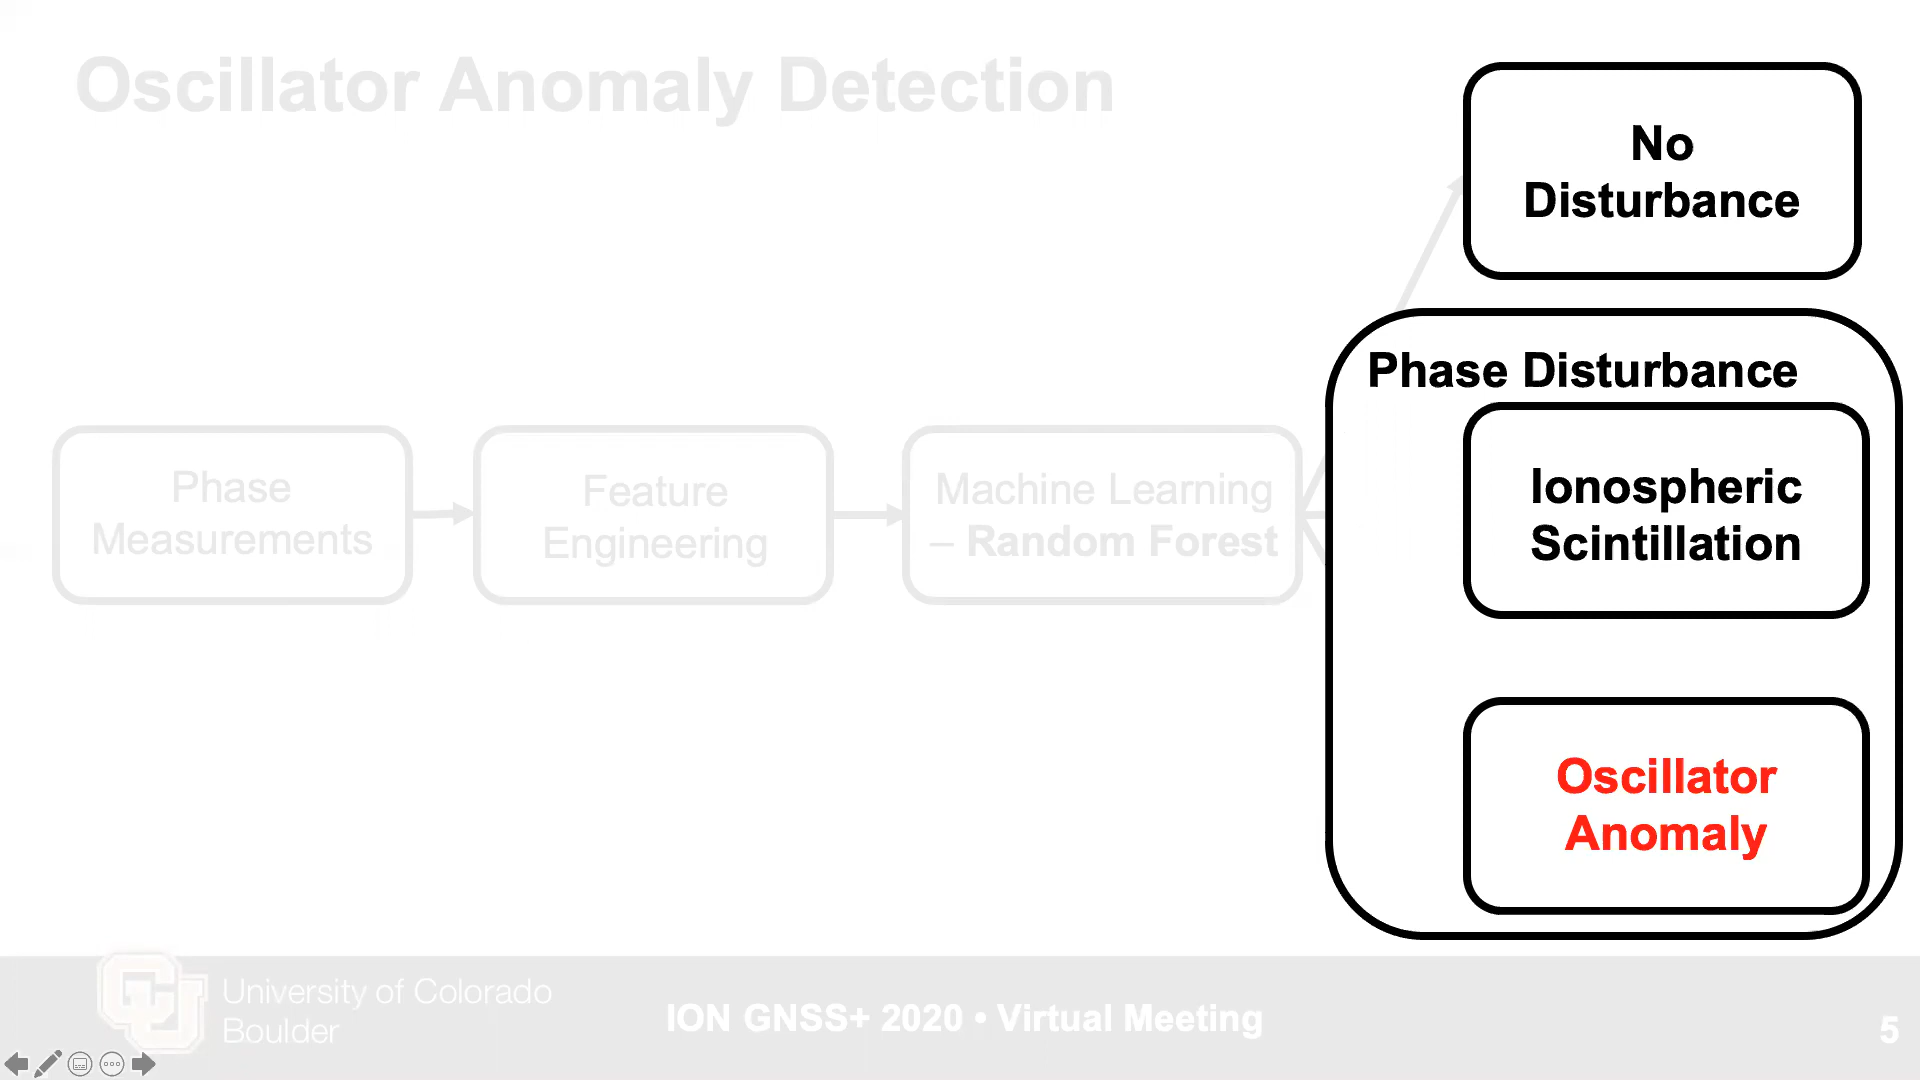 Oscillator Anomaly Detection
No
Disturbance
Phase Disturbance
Phase
Measurements
Feature
Engineering
Machine Learning
– Random Forest
Ionospheric
Scintillation
Oscillator
Anomaly
CU
University of Colorado
Boulder
ION GNSS+ 2020 • Virtual Meeting
5